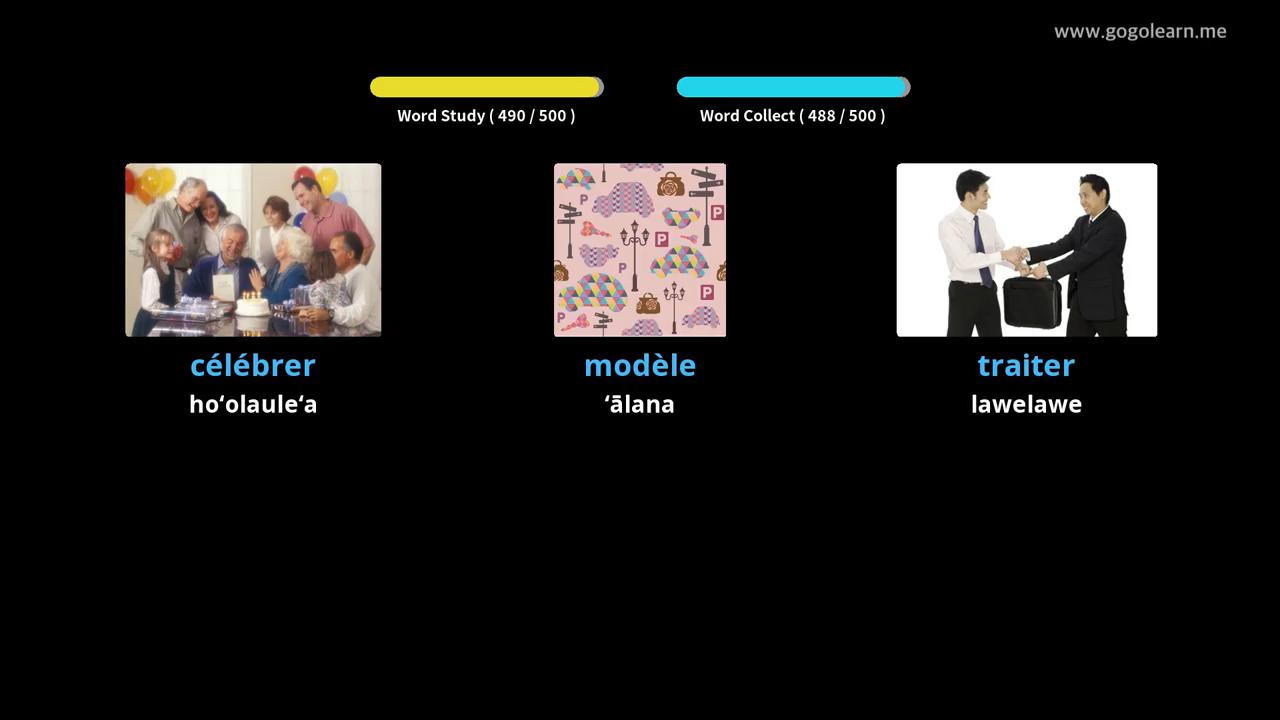 www.gogolearn.me
Word Study ( 490 / 500 )
Word Collect ( 488 / 500 )
célébrer
modèle
traiter
hoʻolauleʻa
ʻālana
lawelawe